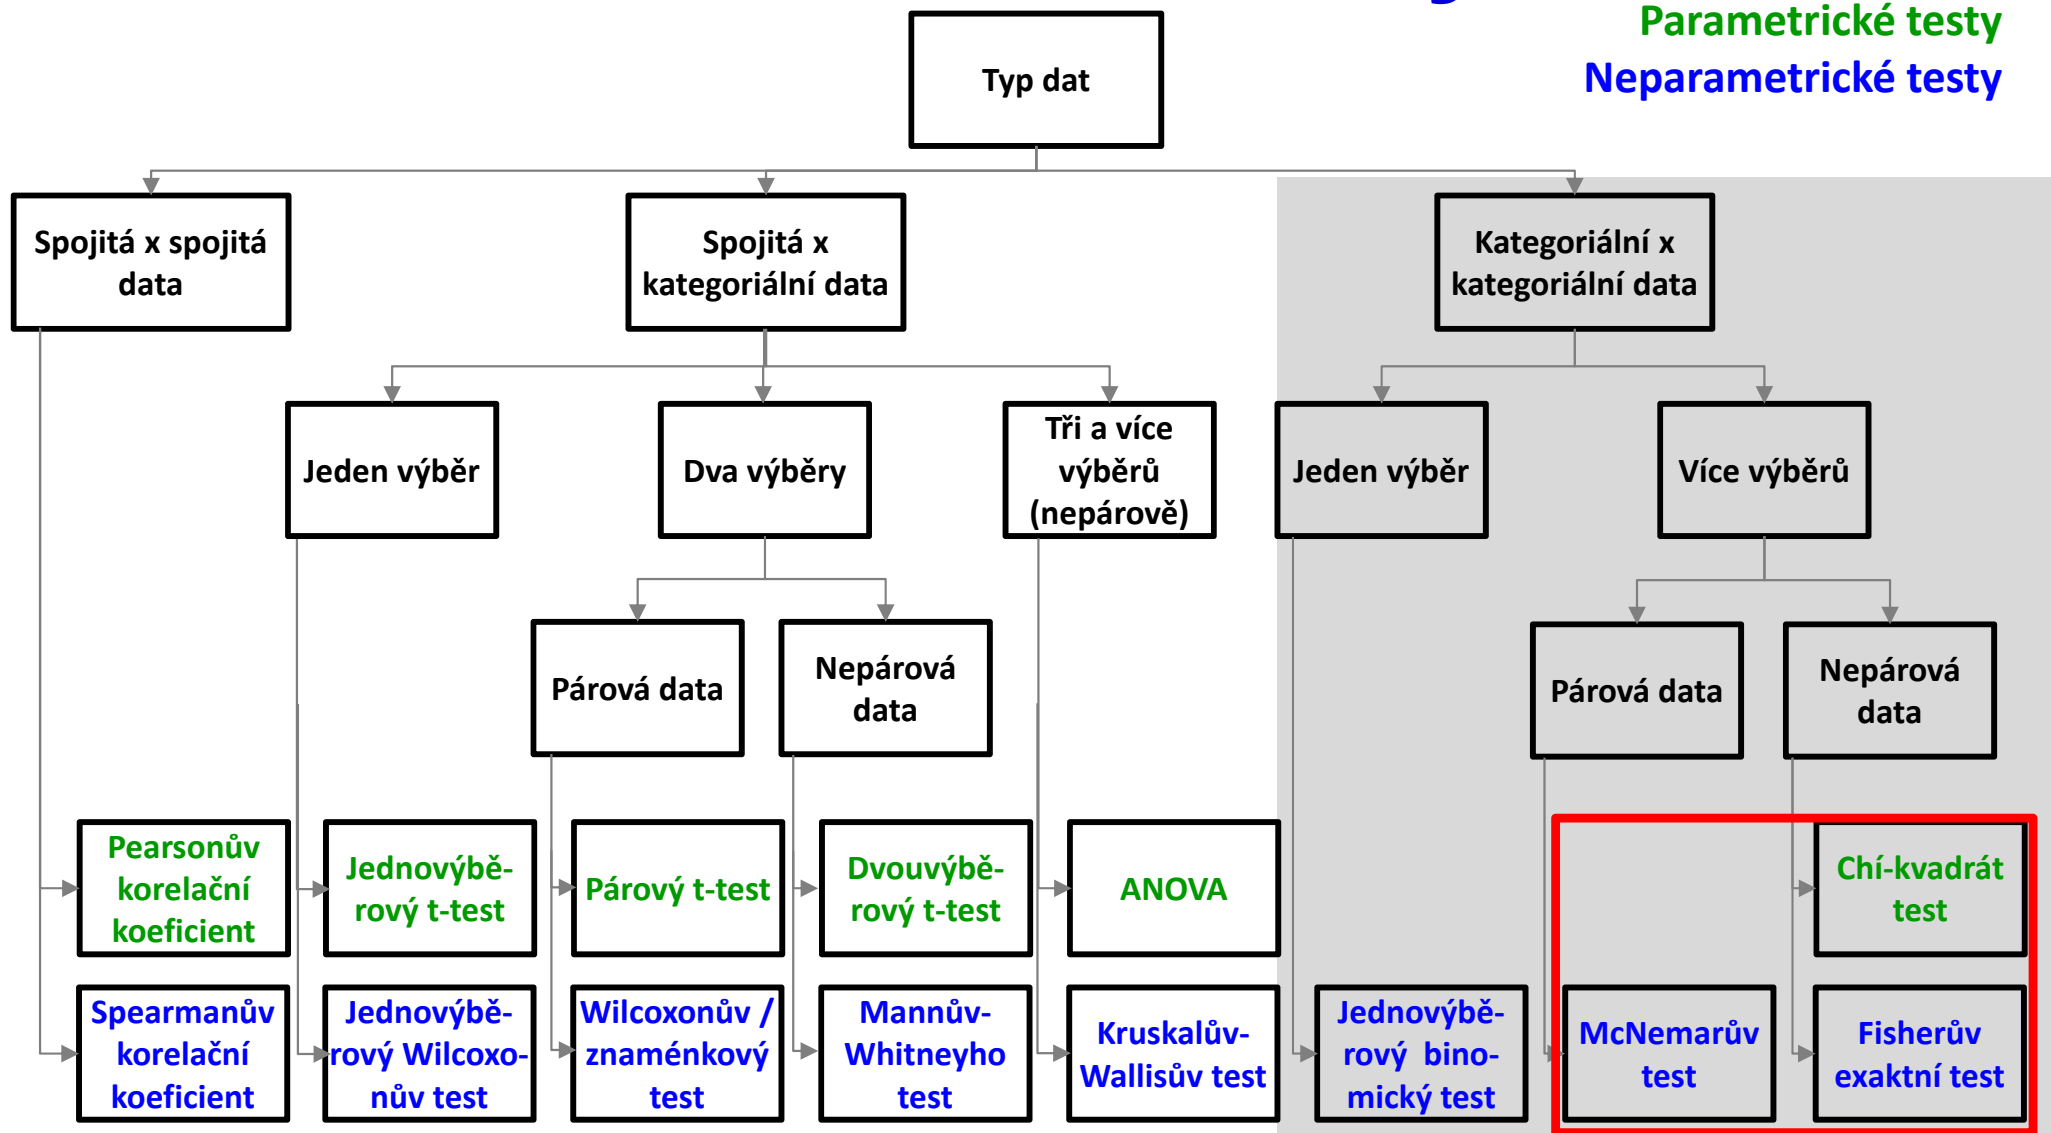 Parametrické testy
Neparametrické testy
Typ dat
Spojitá x spojitá
data
Spojitá x
kategoriální data
Kategoriální x
kategoriální data
Jeden výběr
Dva výběry
Tři a více
výběrů
(nepárově)
Jeden výběr
Více výběrů
Párová data
Nepárová
data
Párová data
Nepárová
data
Pearsonův
korelační
koeficient
Jednovýbě-
rový t-test
Párový t-test
Dvouvýbě-
rový t-test
ANOVA
Chí-kvadrát
test
Spearmanův
korelační
koeficient
Jednovýbě-
rový Wilcoxo-
nův test
Wilcoxonův /
znaménkový
test
Mannův-
Whitneyho
test
Kruskalův-
Wallisův test
Jednovýbě-
rový bino-
mický test
McNemarův
test
Fisherův
exaktní test